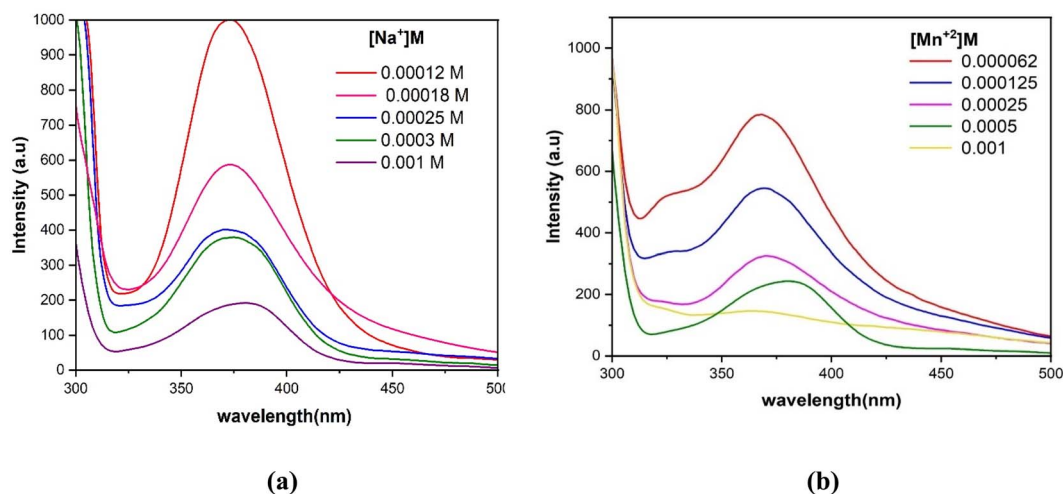 [Na⁺]M
0.00012 M
0.00018 M
0.00025 M
0.0003 M
0.001 M
Intensity (a.u)
1000
900
800
700
600
500
400
300
200
100
0
300
350
400
450
500
wavelength(nm)
(a)
[Mn⁺²]M
0.000062
0.000125
0.00025
0.0005
0.001
Intensity (a.u)
1000
800
600
400
200
0
300
350
400
450
500
wavelength(nm)
(b)